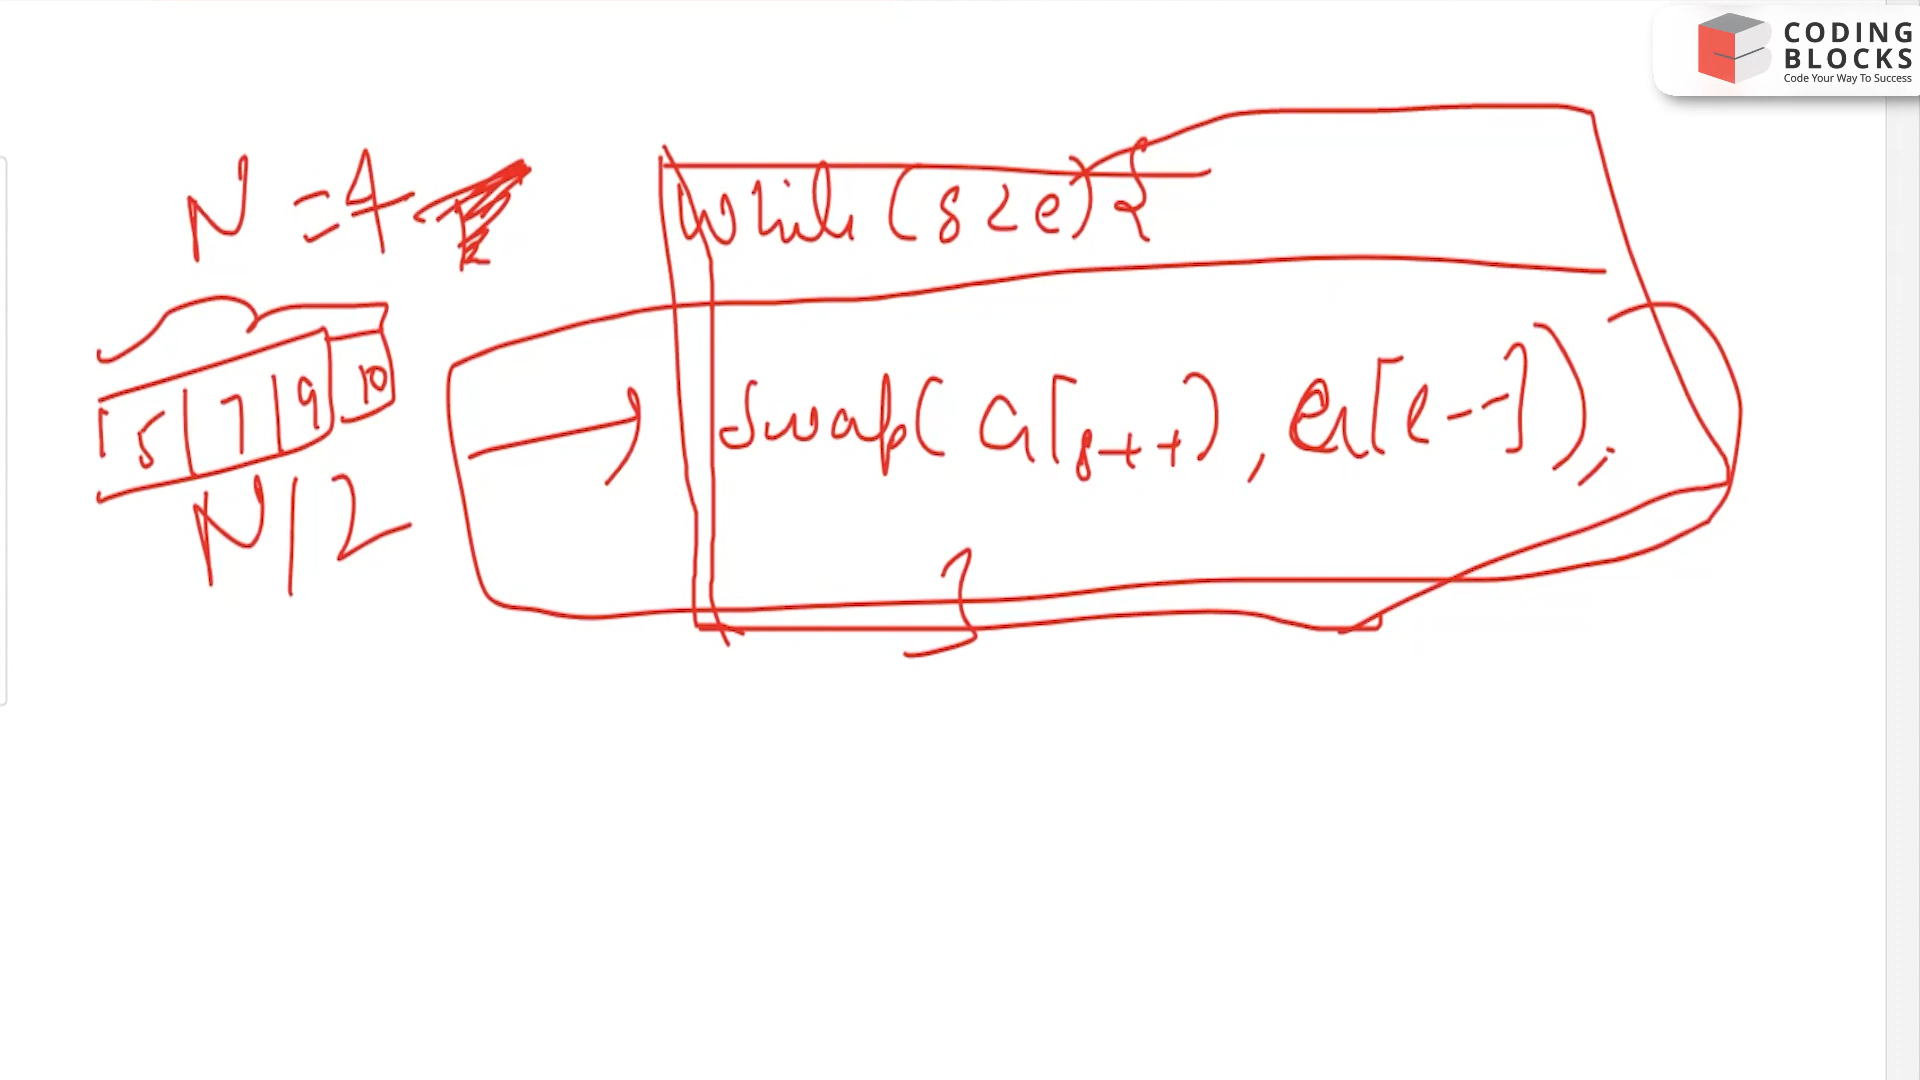 CODING
BLOCKS
Code Your Way To Success
N = 4
while (s < e) {
5 7 9 10
swap( a[s++), a[e--]);
N/2
}